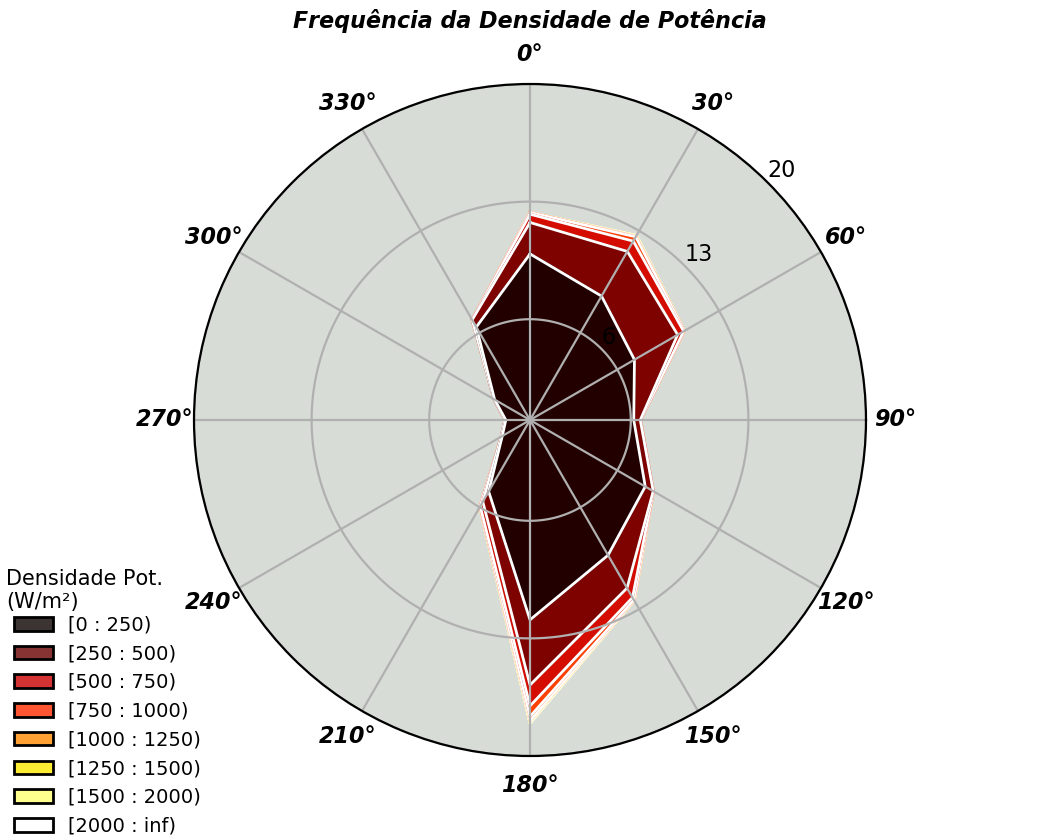 Frequência da Densidade de Potência
0°
330°
30°
20
300°
60°
13
6
270°
90°
240°
120°
210°
150°
180°
Densidade Pot.
(W/m²)
[0 : 250)
[250 : 500)
[500 : 750)
[750 : 1000)
[1000 : 1250)
[1250 : 1500)
[1500 : 2000)
[2000 : inf)